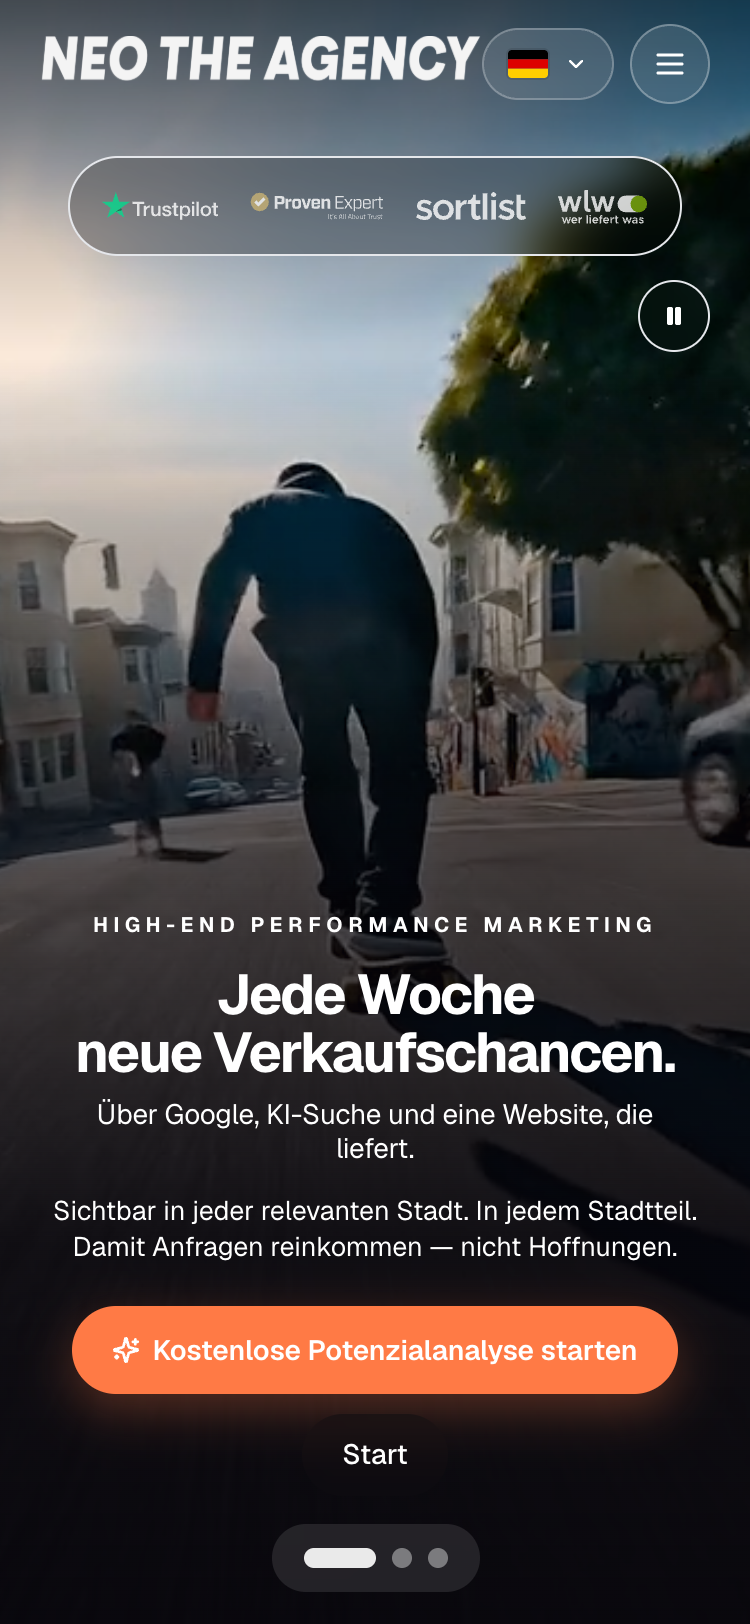 NEO THE AGENCY
Trustpilot
Proven Expert
It's All About Trust
sortlist
wlw
wer liefert was
HIGH-END PERFORMANCE MARKETING
Jede Woche
neue Verkaufschancen.
Über Google, KI-Suche und eine Website, die
liefert.
Sichtbar in jeder relevanten Stadt. In jedem Stadtteil.
Damit Anfragen reinkommen — nicht Hoffnungen.
Kostenlose Potenzialanalyse starten
Start